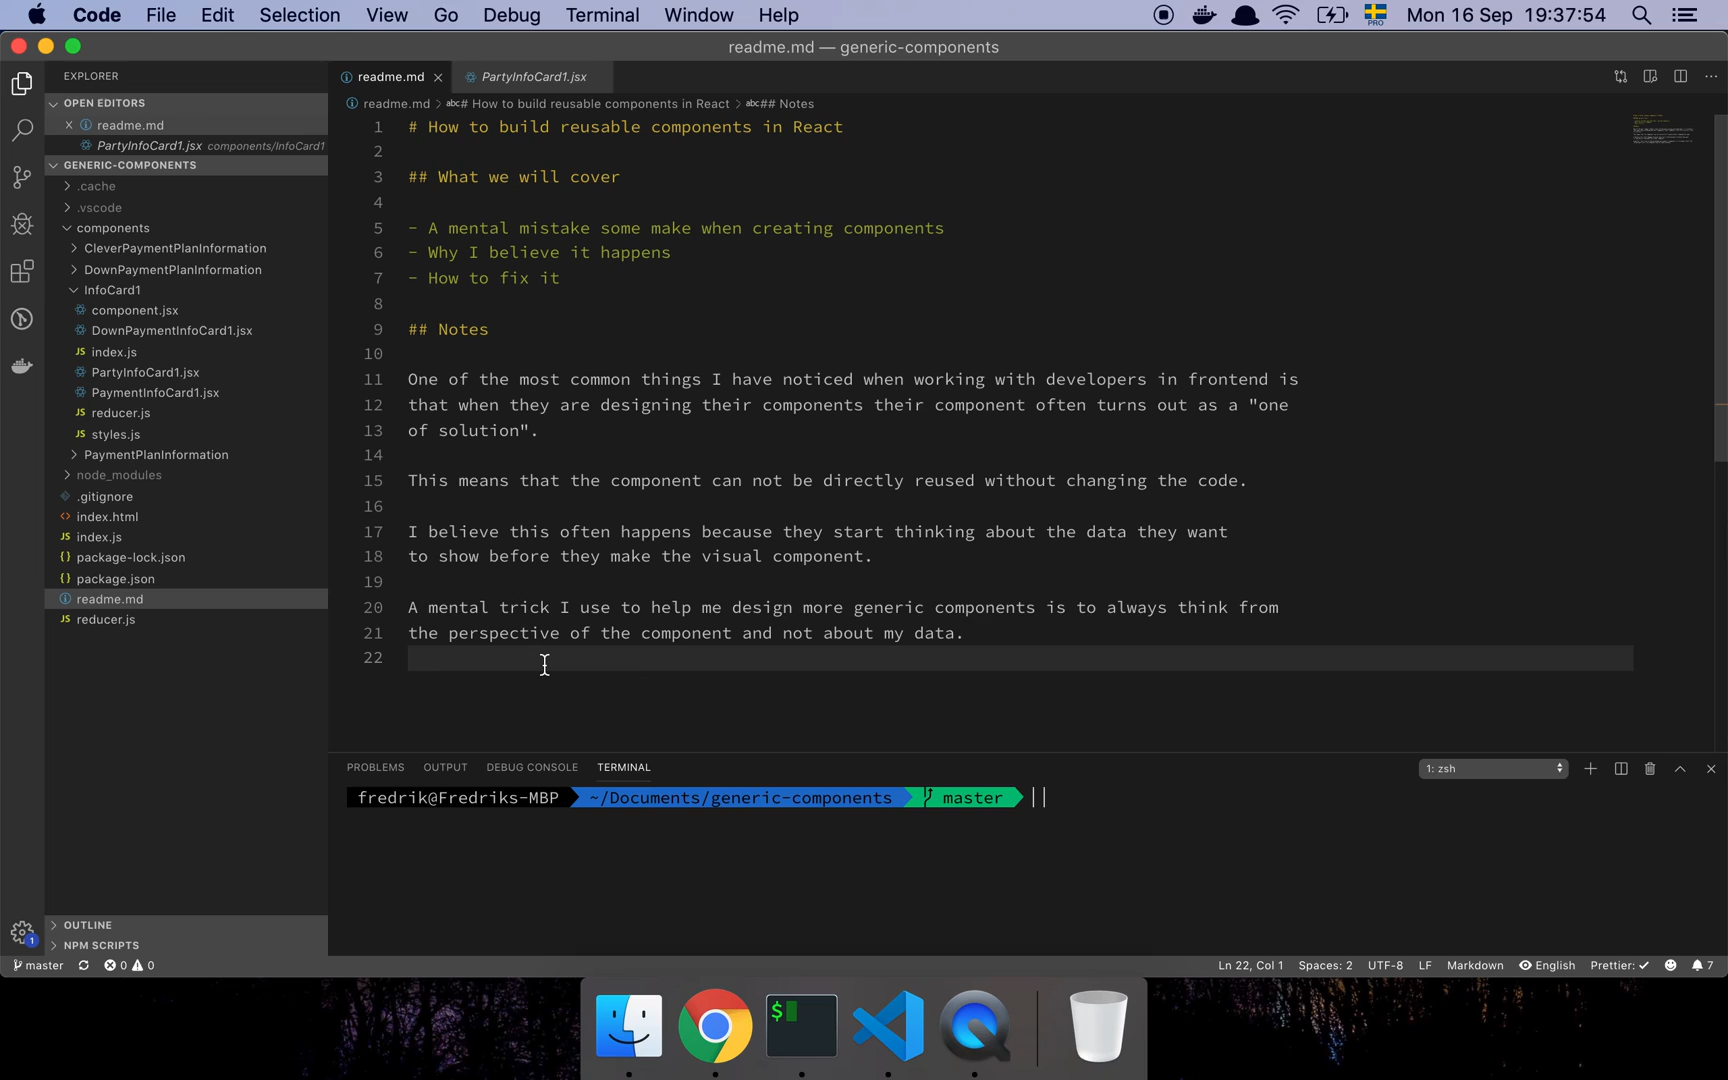 Code File Edit Selection View Go Debug Terminal Window Help PRO Mon 16 Sep 19:37:54
readme.md — generic-components
EXPLORER
OPEN EDITORS
readme.md
PartyInfoCard1.jsx components/InfoCard1
GENERIC-COMPONENTS
.cache
.vscode
components
CleverPaymentPlanInformation
DownPaymentPlanInformation
InfoCard1
component.jsx
DownPaymentInfoCard1.jsx
JS index.js
PartyInfoCard1.jsx
PaymentInfoCard1.jsx
JS reducer.js
JS styles.js
PaymentPlanInformation
node_modules
.gitignore
<> index.html
JS index.js
{} package-lock.json
{} package.json
readme.md
JS reducer.js
OUTLINE
NPM SCRIPTS
1
readme.md PartyInfoCard1.jsx
readme.md > abc # How to build reusable components in React > abc ## Notes
1 # How to build reusable components in React
2
3 ## What we will cover
4
5 - A mental mistake some make when creating components
6 - Why I believe it happens
7 - How to fix it
8
9 ## Notes
10
11 One of the most common things I have noticed when working with developers in frontend is
12 that when they are designing their components their component often turns out as a "one
13 of solution".
14
15 This means that the component can not be directly reused without changing the code.
16
17 I believe this often happens because they start thinking about the data they want
18 to show before they make the visual component.
19
20 A mental trick I use to help me design more generic components is to always think from
21 the perspective of the component and not about my data.
22
PROBLEMS OUTPUT DEBUG CONSOLE TERMINAL 1: zsh
fredrik@Fredriks-MBP ~/Documents/generic-components master
master 0 0 Ln 22, Col 1 Spaces: 2 UTF-8 LF Markdown English Prettier: ✓ 7
$